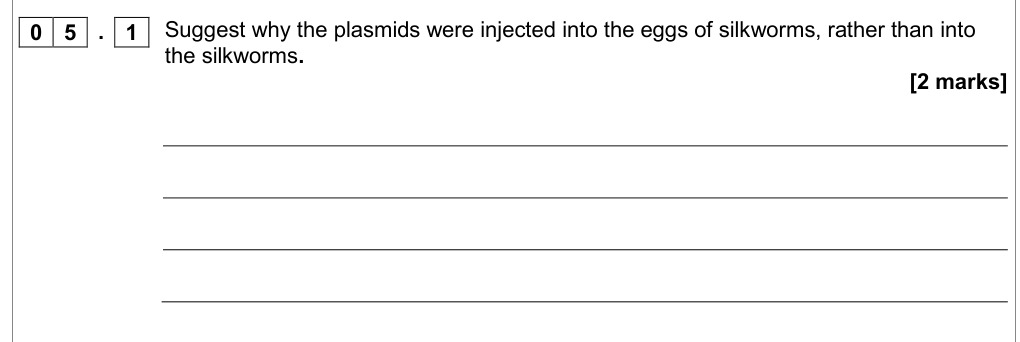 0 5 . 1 Suggest why the plasmids were injected into the eggs of silkworms, rather than into
the silkworms.
[2 marks]